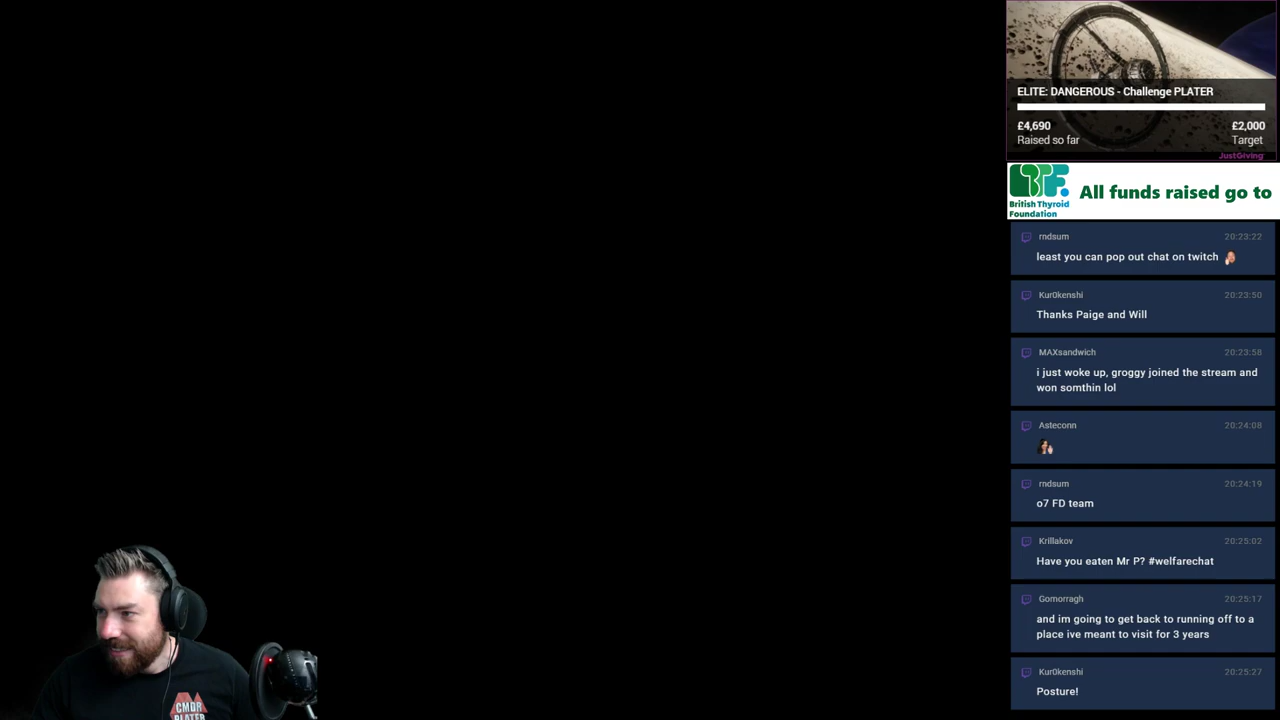 ELITE: DANGEROUS - Challenge PLATER
£4,690
£2,000
Raised so far
Target
JustGiving
BTF
British Thyroid
Foundation
All funds raised go to
rndsum
20:23:22
least you can pop out chat on twitch
Kur0kenshi
20:23:50
Thanks Paige and Will
MAXsandwich
20:23:58
i just woke up, groggy joined the stream and
won somthin lol
Asteconn
20:24:08
rndsum
20:24:19
o7 FD team
Krillakov
20:25:02
Have you eaten Mr P? #welfarechat
Gomorragh
20:25:17
and im going to get back to running off to a
place ive meant to visit for 3 years
Kur0kenshi
20:25:27
Posture!
CMDR
PLATER